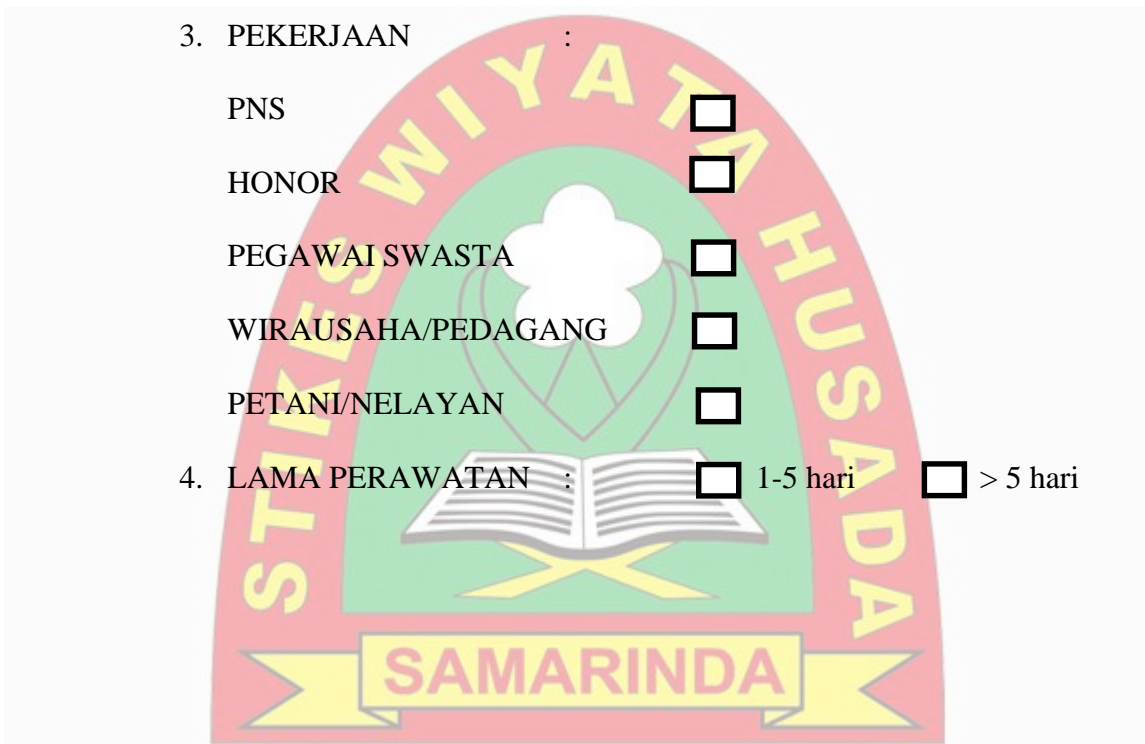 3. PEKERJAAN :
PNS
HONOR
PEGAWAI SWASTA
WIRAUSAHA/PEDAGANG
PETANI/NELAYAN
4. LAMA PERAWATAN : 1-5 hari > 5 hari
STIKES WIYATA HUSADA
SAMARINDA